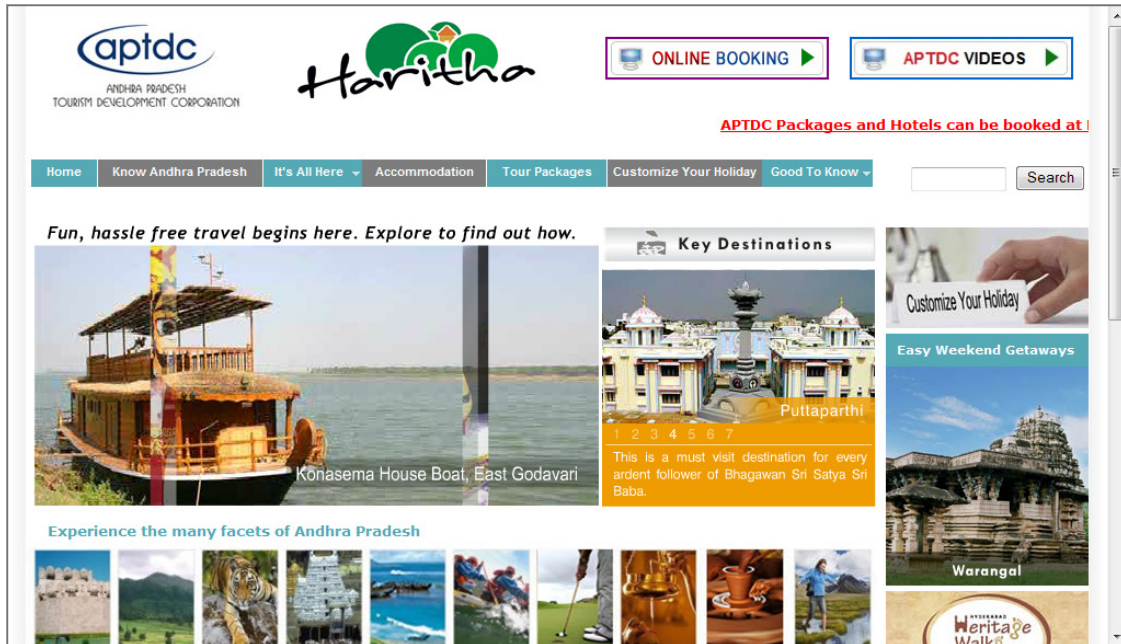 aptdc
ANDHRA PRADESH
TOURISM DEVELOPMENT CORPORATION
Haritha
ONLINE BOOKING
APTDC VIDEOS
APTDC Packages and Hotels can be booked at
Home
Know Andhra Pradesh
It's All Here
Accommodation
Tour Packages
Customize Your Holiday
Good To Know
Search
Fun, hassle free travel begins here. Explore to find out how.
Konasema House Boat, East Godavari
Key Destinations
Puttaparthi
1 2 3 4 5 6 7
This is a must visit destination for every
ardent follower of Bhagawan Sri Satya Sri
Baba.
Customize Your Holiday
Easy Weekend Getaways
Warangal
Experience the many facets of Andhra Pradesh
HYDERABAD
Heritage
Walk